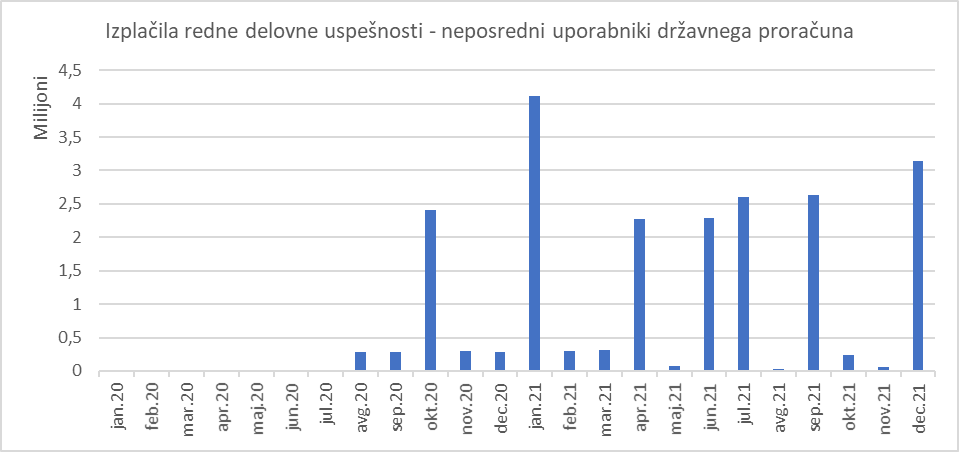 Izplačila redne delovne uspešnosti - neposredni uporabniki državnega proračuna
Milijoni
4,5
4
3,5
3
2,5
2
1,5
1
0,5
0
jan.20
feb.20
mar.20
apr.20
maj.20
jun.20
jul.20
avg.20
sep.20
okt.20
nov.20
dec.20
jan.21
feb.21
mar.21
apr.21
maj.21
jun.21
jul.21
avg.21
sep.21
okt.21
nov.21
dec.21